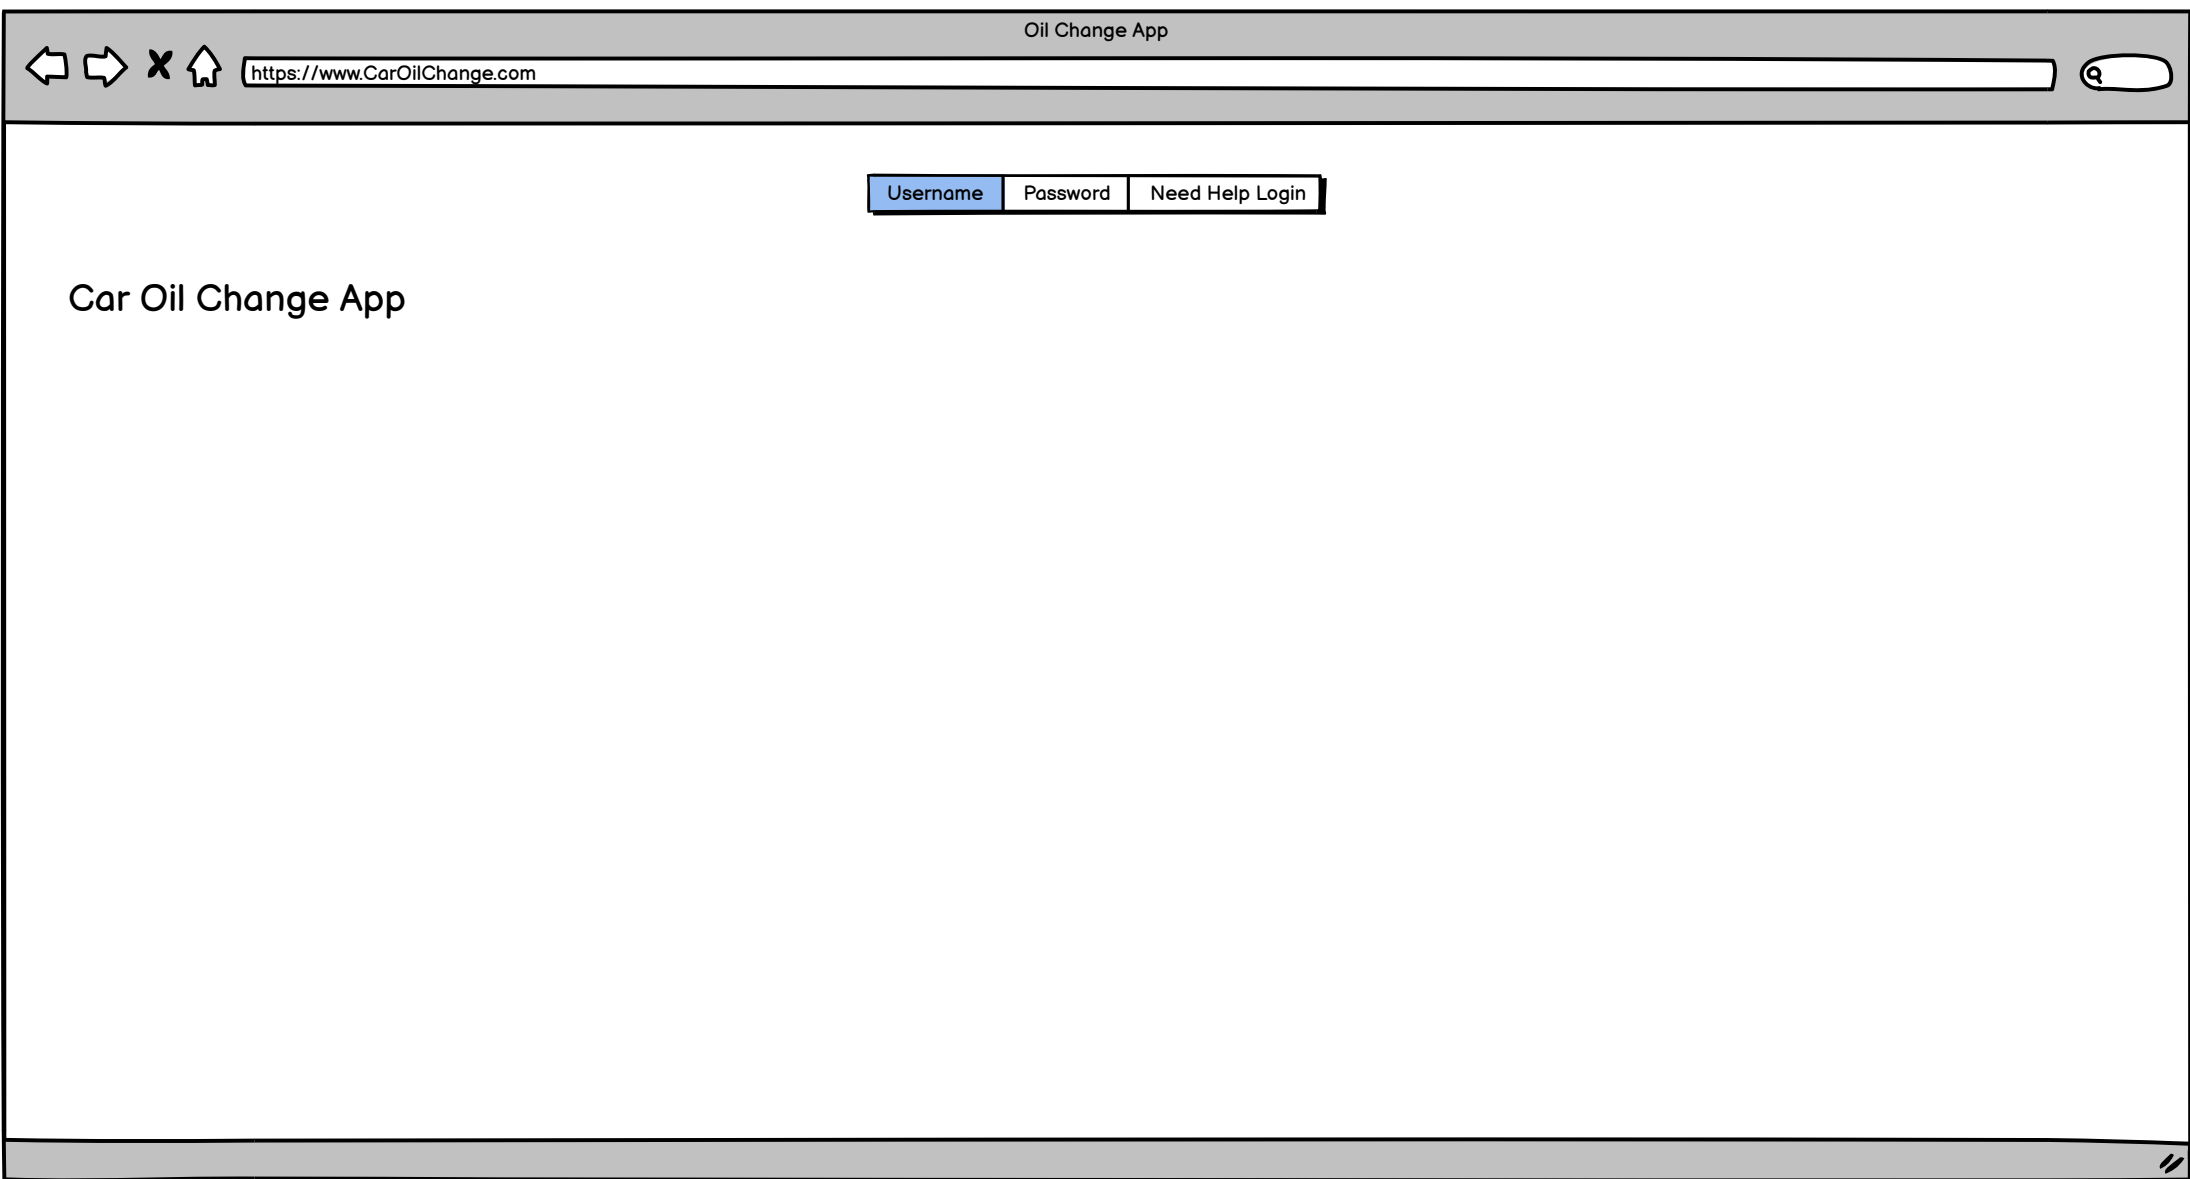 Oil Change App
https://www.CarOilChange.com
Username Password Need Help Login
Car Oil Change App